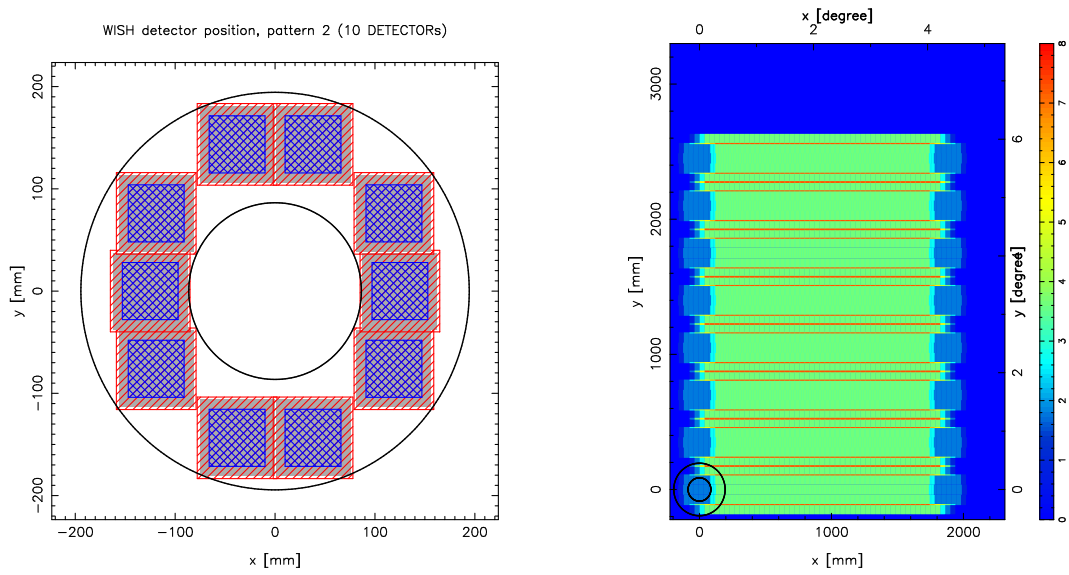 WISH detector position, pattern 2 (10 DETECTORs)
200
100
0
−100
−200
y [mm]
−200 −100 0 100 200
x [mm]
x [degree]
0 2 4
3000
2000
1000
0
y [mm]
0 1000 2000
x [mm]
6
4
2
0
y [degree]
8
7
6
5
4
3
2
1
0